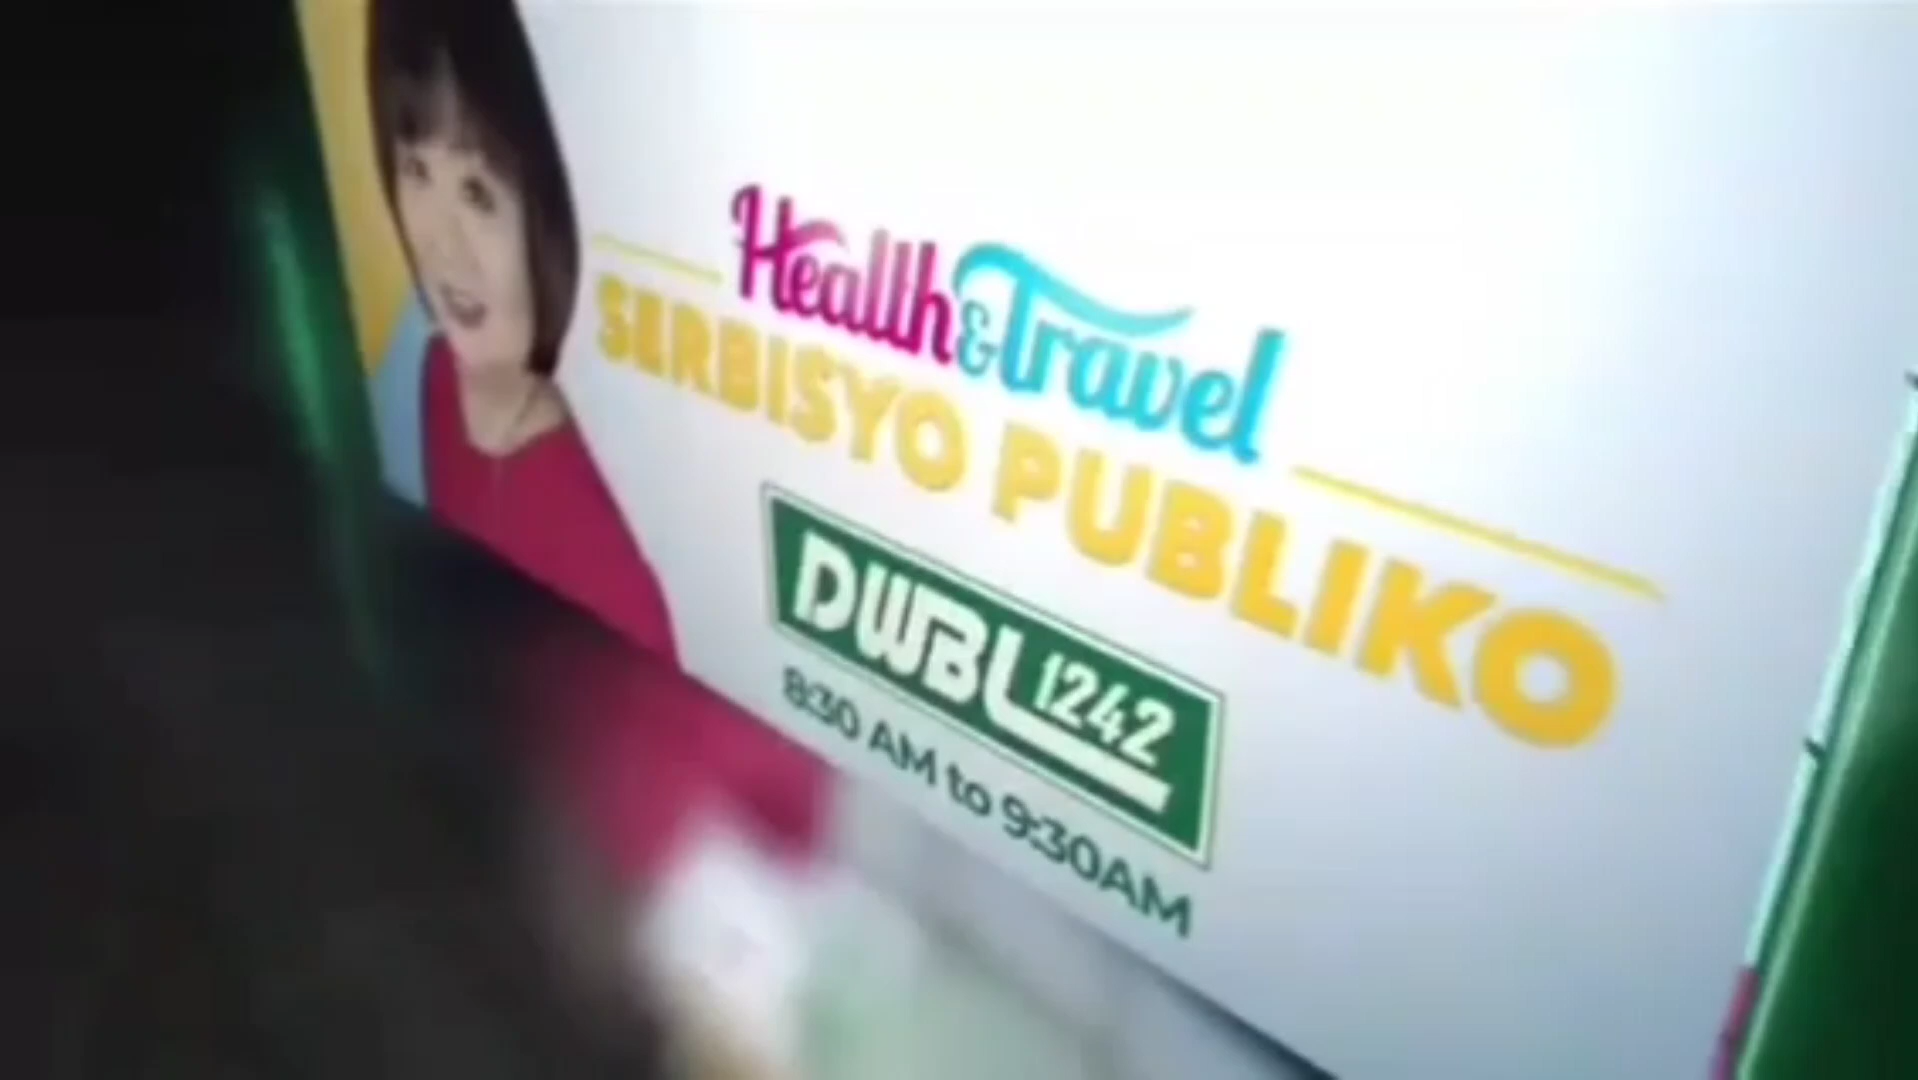 Health & Travel
SERBISYO PUBLIKO
DWBL 1242
8:30 AM to 9:30AM